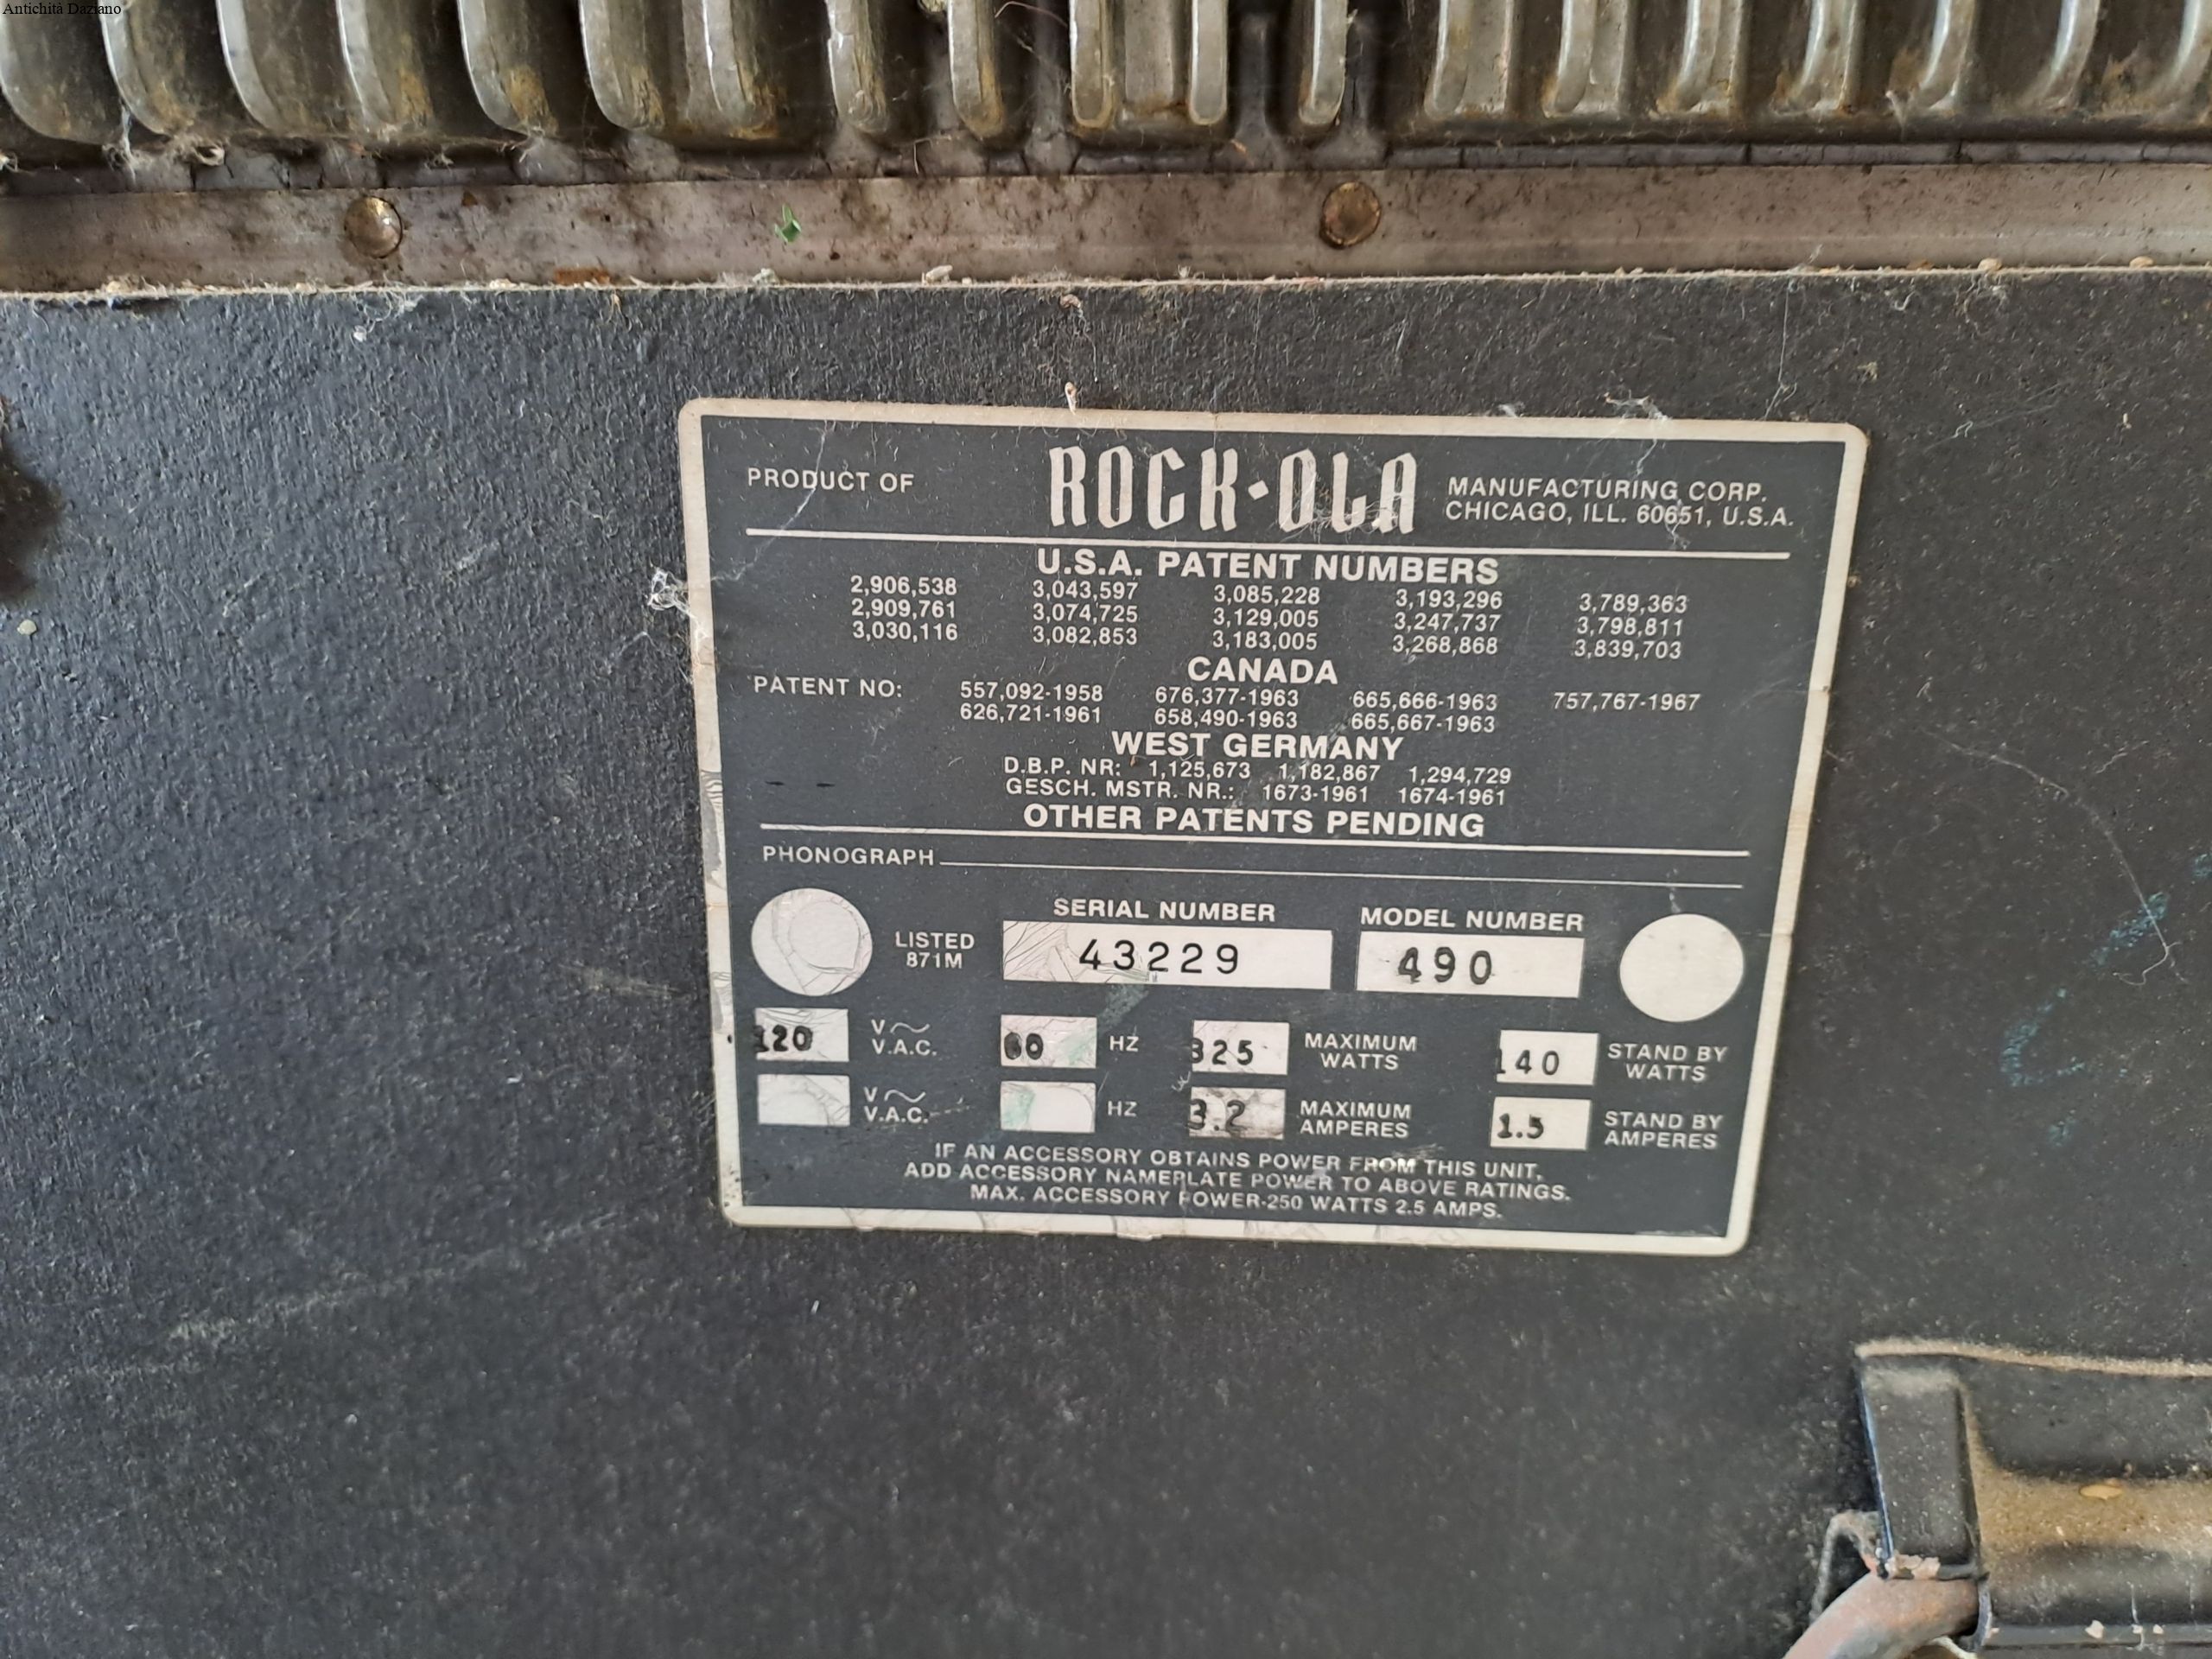 Antichità Daziano
PRODUCT OF ROCK-OLA MANUFACTURING CORP.
CHICAGO, ILL. 60651, U.S.A.
U.S.A. PATENT NUMBERS
2,906,538 3,043,597 3,085,228 3,193,296 3,789,363
2,909,761 3,074,725 3,129,005 3,247,737 3,798,811
3,030,116 3,082,853 3,183,005 3,268,868 3,839,703
CANADA
PATENT NO: 557,092-1958 676,377-1963 665,666-1963 757,767-1967
626,721-1961 658,490-1963 665,667-1963
WEST GERMANY
D.B.P. NR: 1,125,673 1,182,867 1,294,729
GESCH. MSTR. NR.: 1673-1961 1674-1961
OTHER PATENTS PENDING
PHONOGRAPH
SERIAL NUMBER MODEL NUMBER
LISTED 871M 43229 490
120 V~ V.A.C. 60 HZ 325 MAXIMUM WATTS 140 STAND BY WATTS
V~ V.A.C. HZ 3.2 MAXIMUM AMPERES 1.5 STAND BY AMPERES
IF AN ACCESSORY OBTAINS POWER FROM THIS UNIT,
ADD ACCESSORY NAMEPLATE POWER TO ABOVE RATINGS.
MAX. ACCESSORY POWER-250 WATTS 2.5 AMPS.